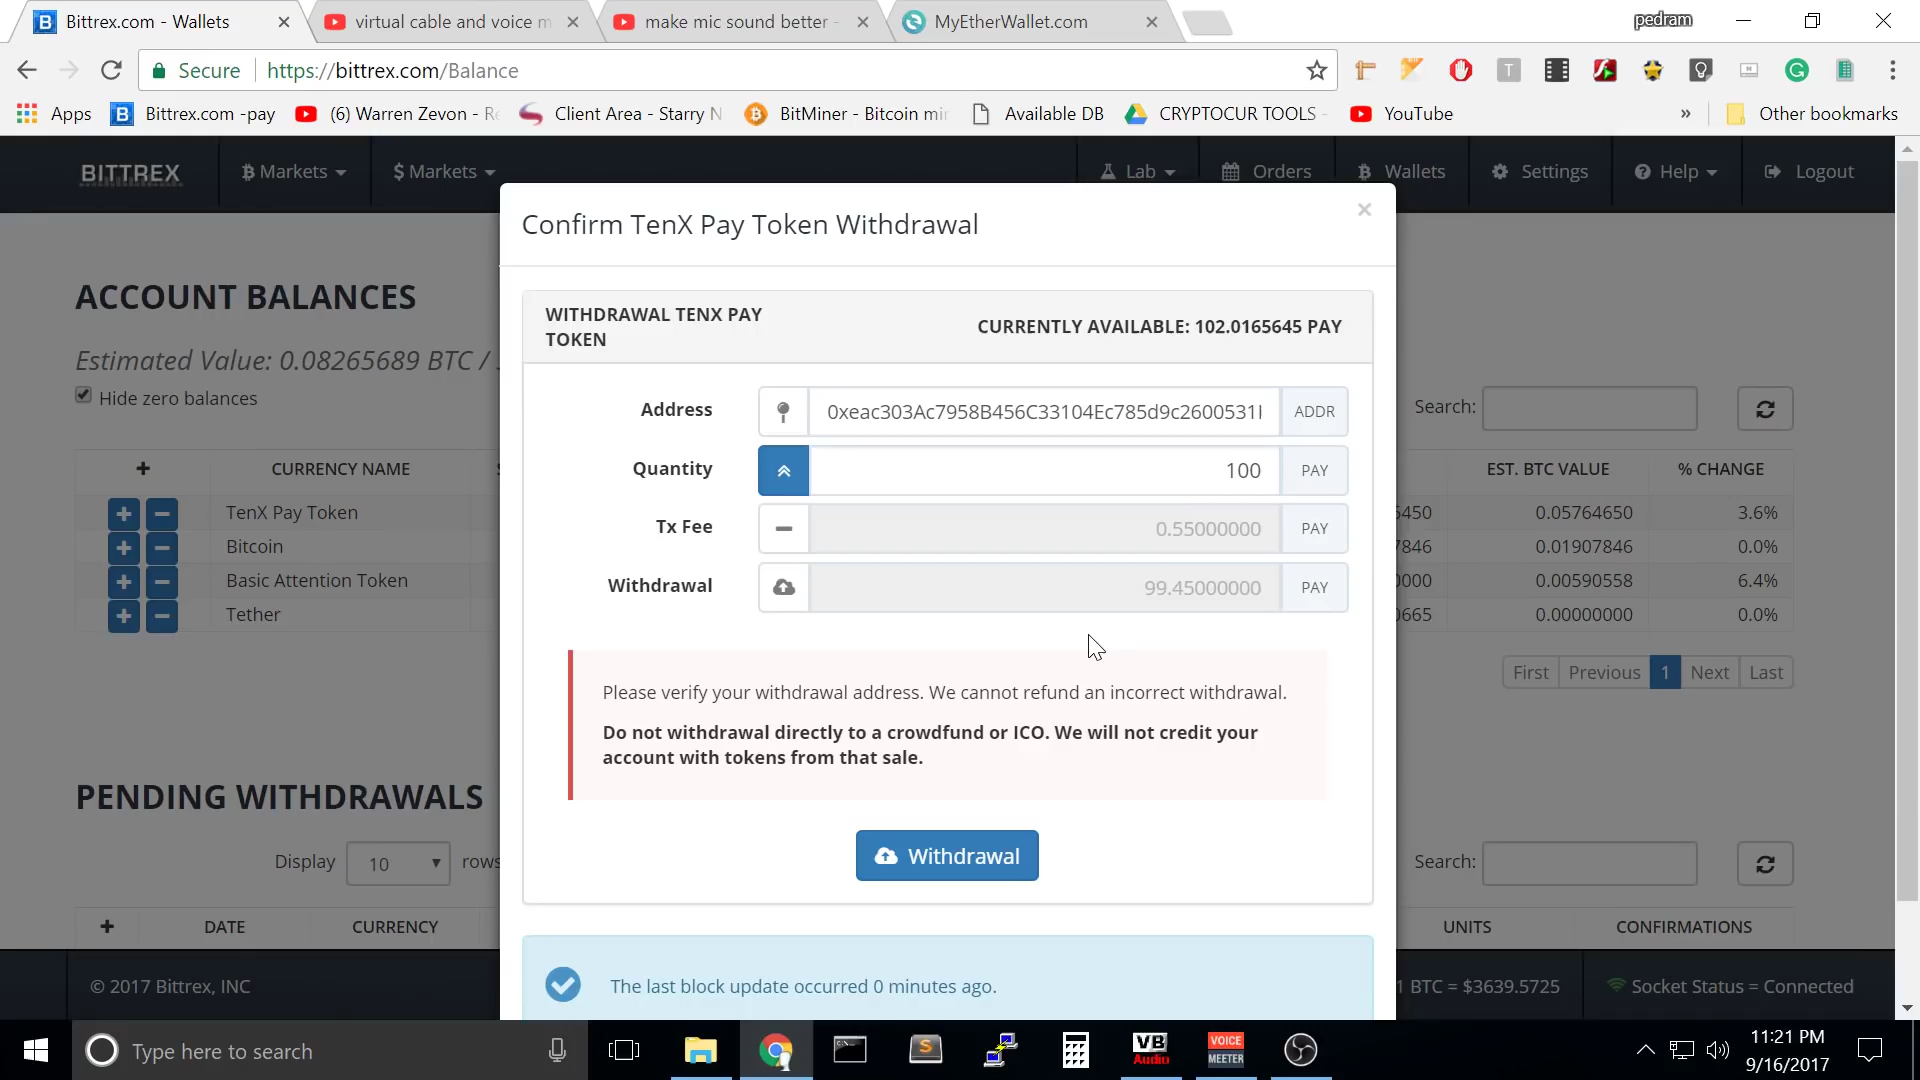 Bittrex.com - Wallets
virtual cable and voice m
make mic sound better -
MyEtherWallet.com
pedram
Secure
https://bittrex.com/Balance
Apps
Bittrex.com -pay
(6) Warren Zevon - Re
Client Area - Starry N
BitMiner - Bitcoin min
Available DB
CRYPTOCUR TOOLS -
YouTube
»
Other bookmarks
BITTREX
Markets
$ Markets
Lab
Orders
Wallets
Settings
Help
Logout
Confirm TenX Pay Token Withdrawal
×
ACCOUNT BALANCES
Estimated Value: 0.08265689 BTC /
Hide zero balances
Search:
WITHDRAWAL TENX PAY
TOKEN
CURRENTLY AVAILABLE: 102.0165645 PAY
Address
0xeac303Ac7958B456C33104Ec785d9c2600531
ADDR
Quantity
100
PAY
Tx Fee
0.55000000
PAY
Withdrawal
99.45000000
PAY
CURRENCY NAME
EST. BTC VALUE
% CHANGE
TenX Pay Token
5450
0.05764650
3.6%
Bitcoin
7846
0.01907846
0.0%
Basic Attention Token
0000
0.00590558
6.4%
Tether
0665
0.00000000
0.0%
First
Previous
1
Next
Last
Please verify your withdrawal address. We cannot refund an incorrect withdrawal.
Do not withdrawal directly to a crowdfund or ICO. We will not credit your
account with tokens from that sale.
Withdrawal
PENDING WITHDRAWALS
Display
10
rows
Search:
DATE
CURRENCY
UNITS
CONFIRMATIONS
The last block update occurred 0 minutes ago.
© 2017 Bittrex, INC
1 BTC = $3639.5725
Socket Status = Connected
Type here to search
VB
Audio
VOICE
MEETER
11:21 PM
9/16/2017